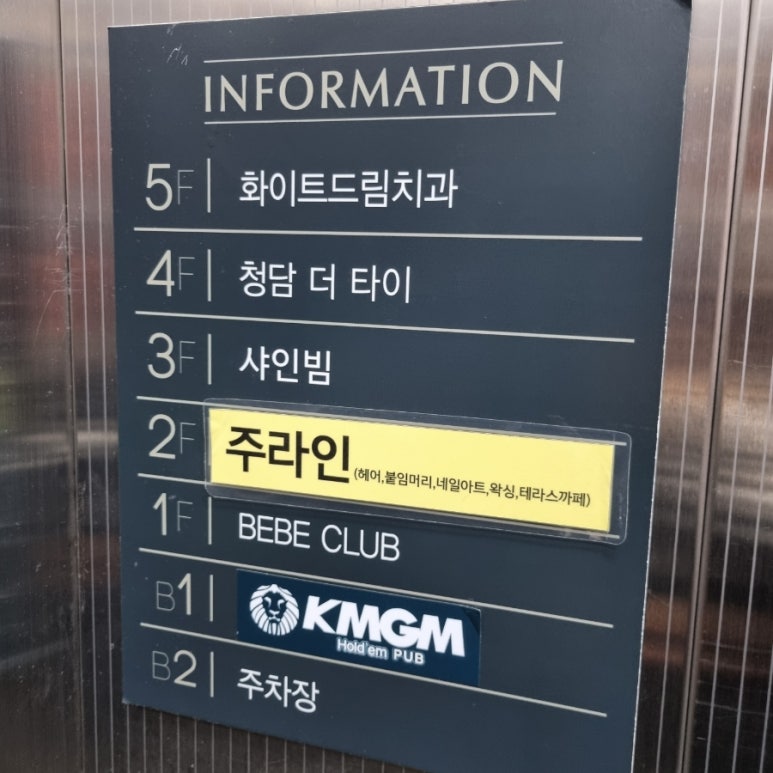 INFORMATION
5F 화이트드림치과
4F 청담 더 타이
3F 샤인빔
2F 주라인 (헤어,붙임머리,네일아트,왁싱,테라스까페)
1F BEBE CLUB
B1 KMGM
Hold'em PUB
B2 주차장